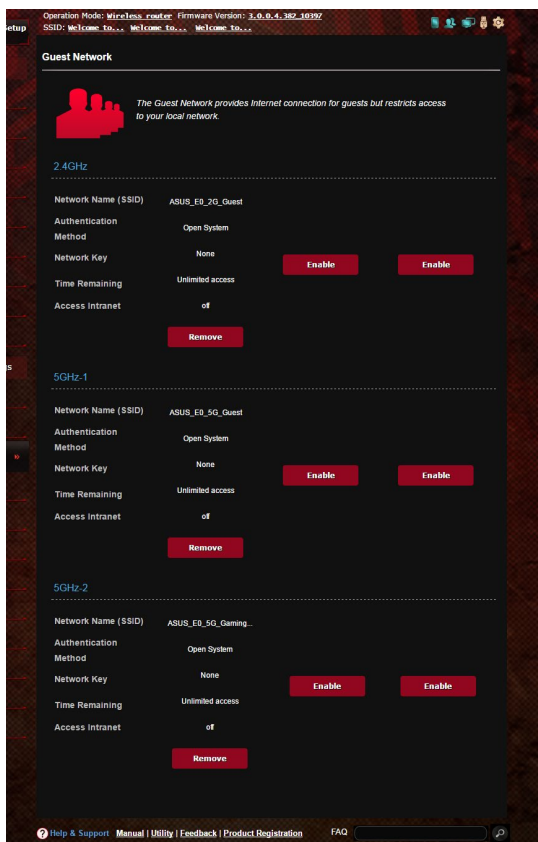 Operation Mode: Wireless router Firmware Version: 3.0.0.4.382_10397
SSID: Welcome to... Welcome to... Welcome to...
Guest Network
The Guest Network provides Internet connection for guests but restricts access
to your local network.
2.4GHz
Network Name (SSID) ASUS_E0_2G_Guest
Authentication
Method Open System
Network Key None
Enable Enable
Time Remaining Unlimited access
Access Intranet off
Remove
5GHz-1
Network Name (SSID) ASUS_E0_5G_Guest
Authentication
Method Open System
Network Key None
Enable Enable
Time Remaining Unlimited access
Access Intranet off
Remove
5GHz-2
Network Name (SSID) ASUS_E0_5G_Gaming...
Authentication
Method Open System
Network Key None
Enable Enable
Time Remaining Unlimited access
Access Intranet off
Remove
Help & Support Manual | Utility | Feedback | Product Registration FAQ